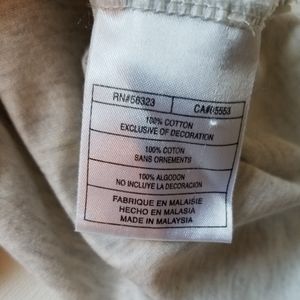 RN#56323 CA#05553
100% COTTON
EXCLUSIVE OF DECORATION
100% COTON
SANS ORNEMENTS
100% ALGODON
NO INCLUYE LA DECORACION
FABRIQUE EN MALAISIE
HECHO EN MALASIA
MADE IN MALAYSIA